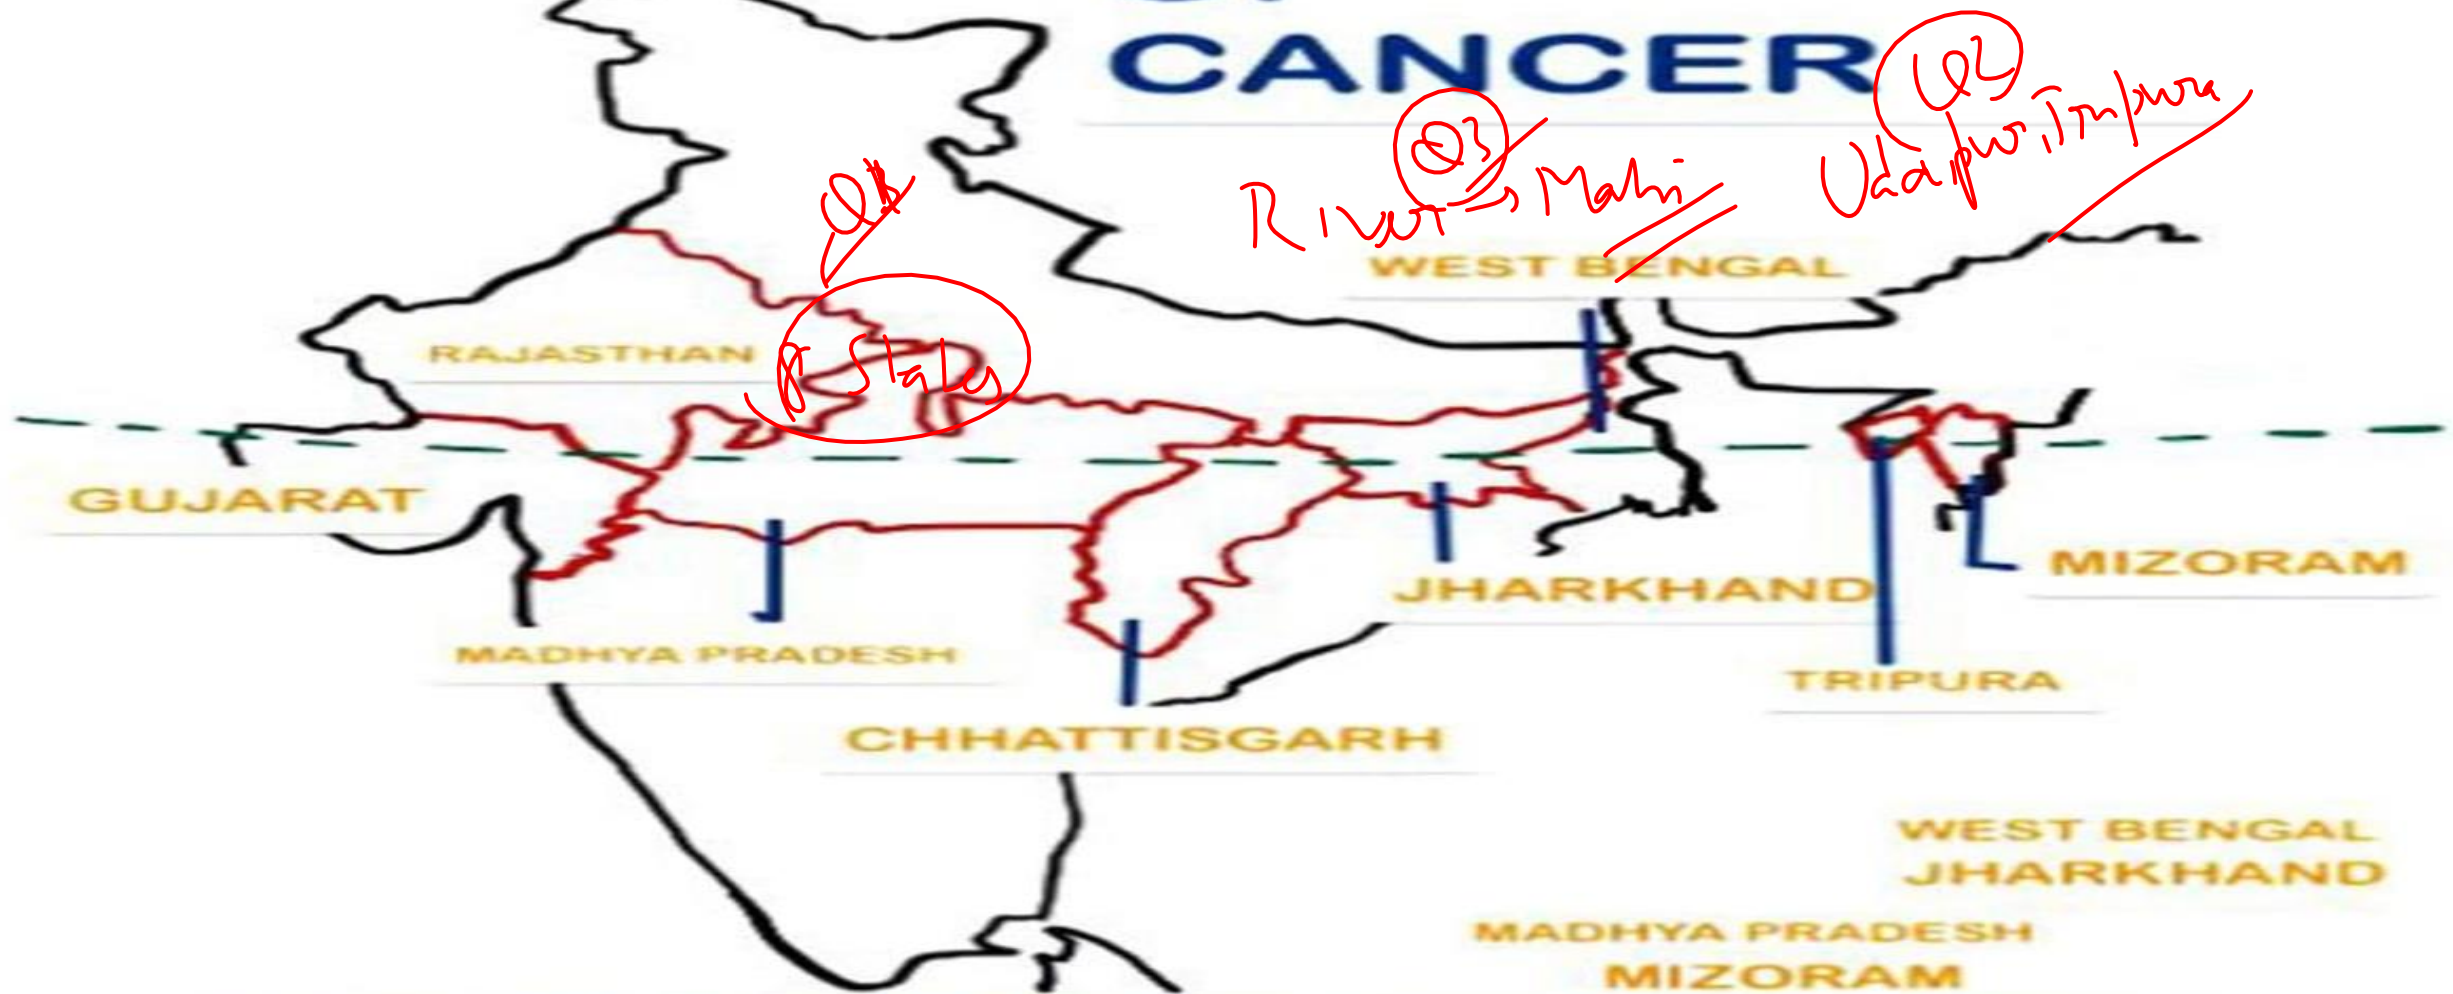 CANCER
Q2
Q3
River → Mahi
Udaipur, Tripura
WEST BENGAL
8 States
RAJASTHAN
GUJARAT
MIZORAM
JHARKHAND
MADHYA PRADESH
TRIPURA
CHHATTISGARH
WEST BENGAL
JHARKHAND
MADHYA PRADESH
MIZORAM